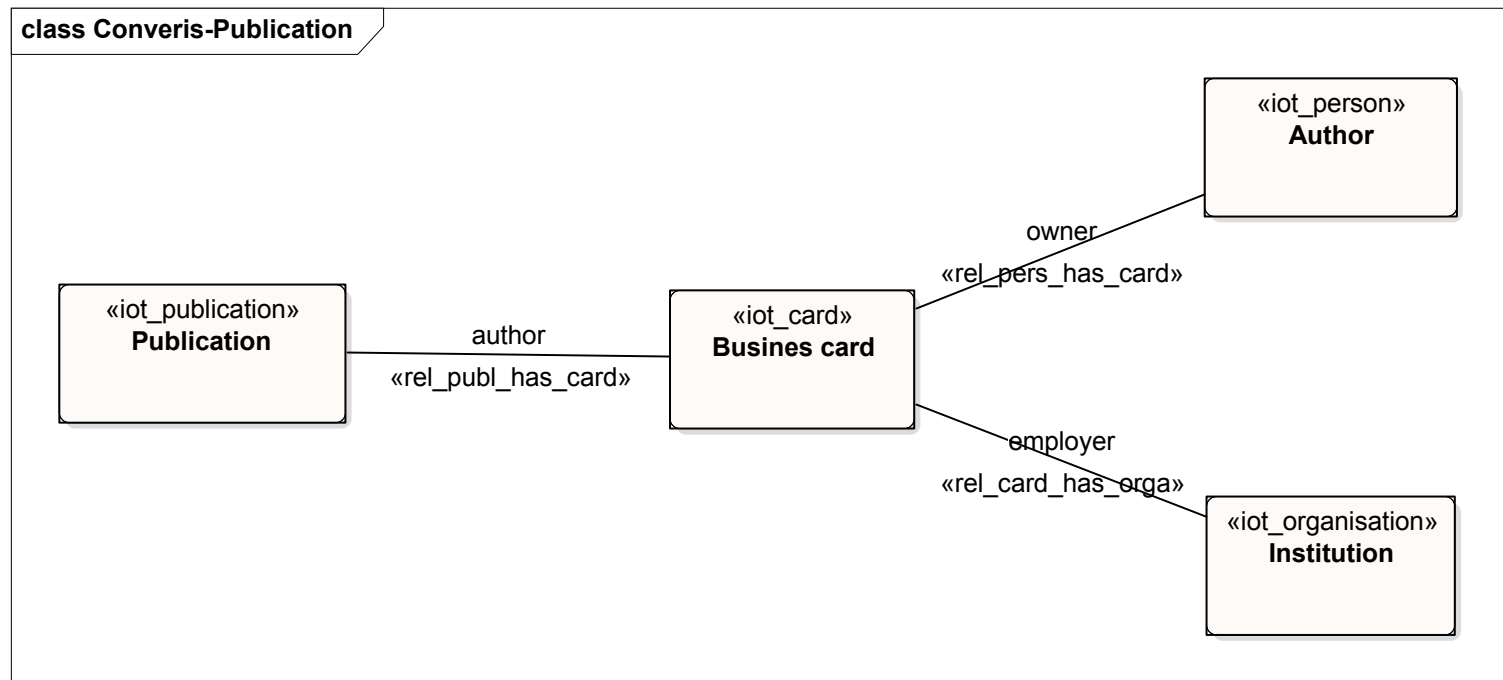 class Converis-Publication
«iot_person»
Author
owner
«rel_pers_has_card»
«iot_publication»
Publication
author
«rel_publ_has_card»
«iot_card»
Busines card
employer
«rel_card_has_orga»
«iot_organisation»
Institution